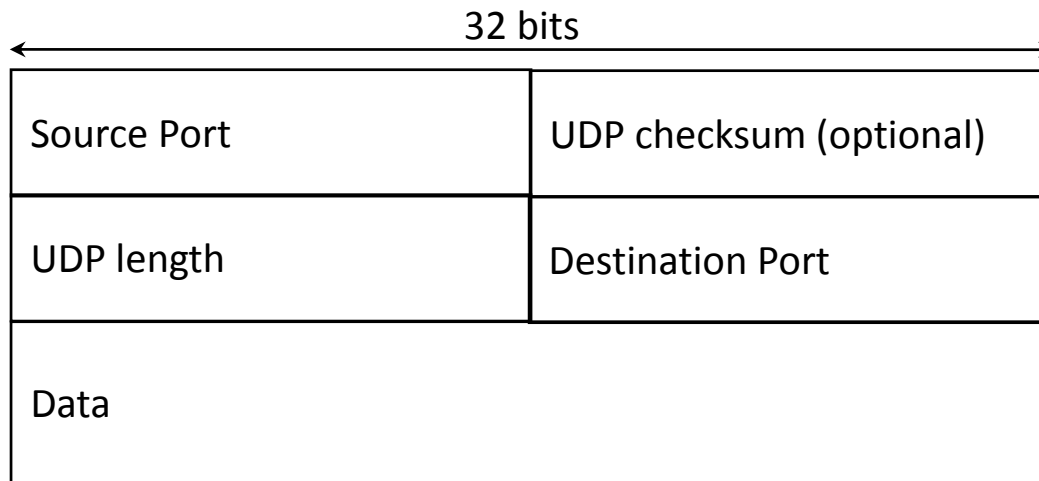 32 bits
Source Port
UDP checksum (optional)
UDP length
Destination Port
Data